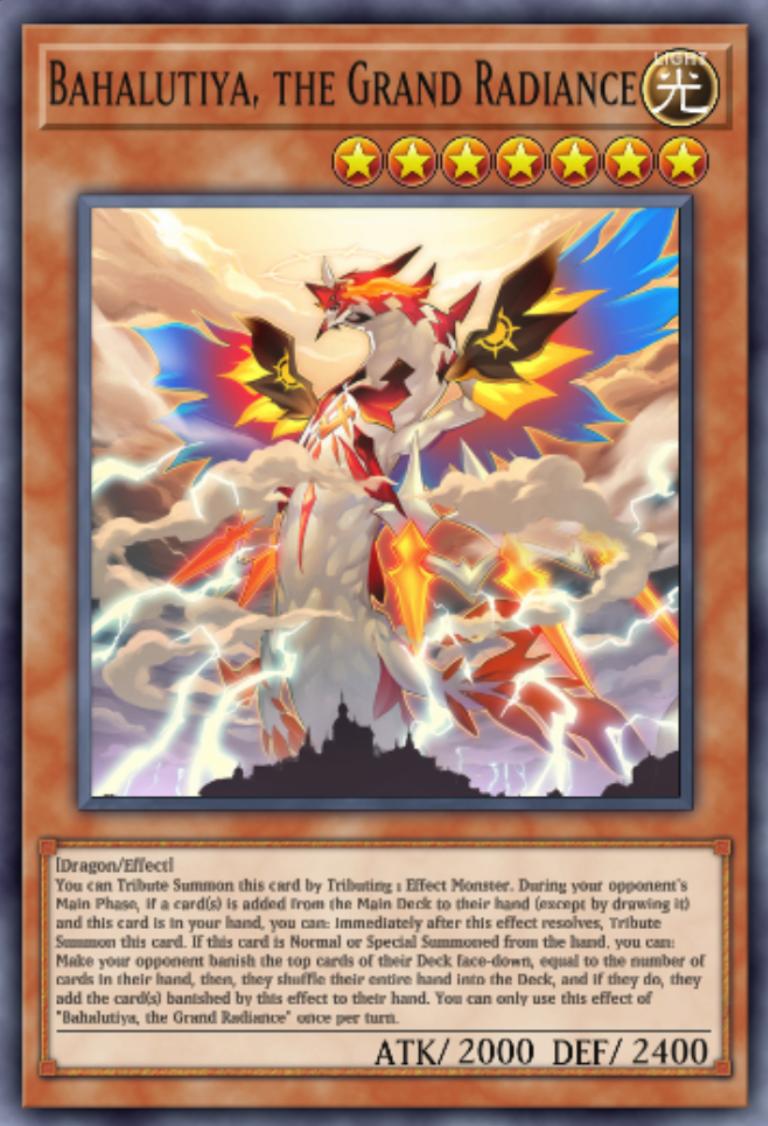 BAHALUTIYA, THE GRAND RADIANCE
LIGHT
光
[Dragon/Effect]
You can Tribute Summon this card by Tributing 1 Effect Monster. During your opponent's
Main Phase, if a card(s) is added from the Main Deck to their hand (except by drawing it)
and this card is in your hand, you can: Immediately after this effect resolves, Tribute
Summon this card. If this card is Normal or Special Summoned from the hand, you can:
Make your opponent banish the top cards of their Deck face-down, equal to the number of
cards in their hand, then, they shuffle their entire hand into the Deck, and if they do, they
add the card(s) banished by this effect to their hand. You can only use this effect of
"Bahalutiya, the Grand Radiance" once per turn.
ATK/ 2000 DEF/ 2400